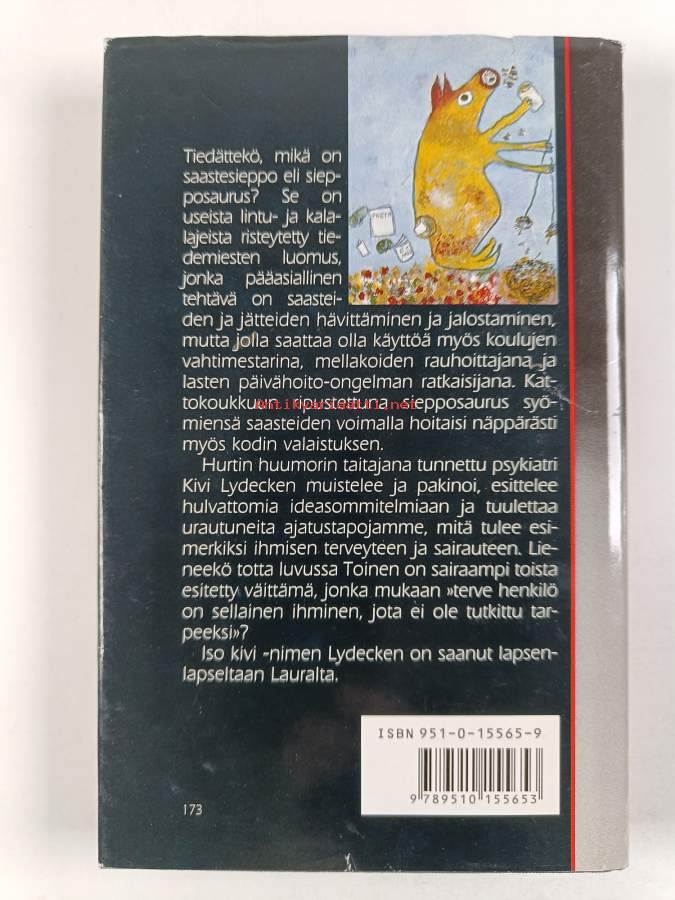 Tiedättekö, mikä on
saastesieppo eli siep-
posaurus? Se on
useista lintu- ja kala-
lajeista risteytetty tie-
demiesten luomus,
jonka pääasiallinen
tehtävä on saastei-
den ja jätteiden hävittäminen ja jalostaminen,
mutta jolla saattaa olla käyttöä myös koulujen
vahtimestarina, mellakoiden rauhoittajana ja
lasten päivähoito-ongelman ratkaisijana. Kat-
tokoukkuun ripustettuna siepposaurus syö-
Antikvariaatti.net
miensä saasteiden voimalla hoitaisi näppärästi
myös kodin valaistuksen.
Hurtin huumorin taitajana tunnettu psykiatri
Kivi Lydecken muistelee ja pakinoi, esittelee
hulvattomia ideasommitelmiaan ja tuulettaa
urautuneita ajatustapojamme, mitä tulee esi-
merkiksi ihmisen terveyteen ja sairauteen. Lie-
neekö totta luvussa Toinen on sairaampi toista
esitetty väittämä, jonka mukaan »terve henkilö
on sellainen ihminen, jota ei ole tutkittu tar-
peeksi»?
Iso kivi -nimen Lydecken on saanut lapsen-
lapseltaan Lauralta.
ISBN 951-0-15565-9
9 789510 155653
173